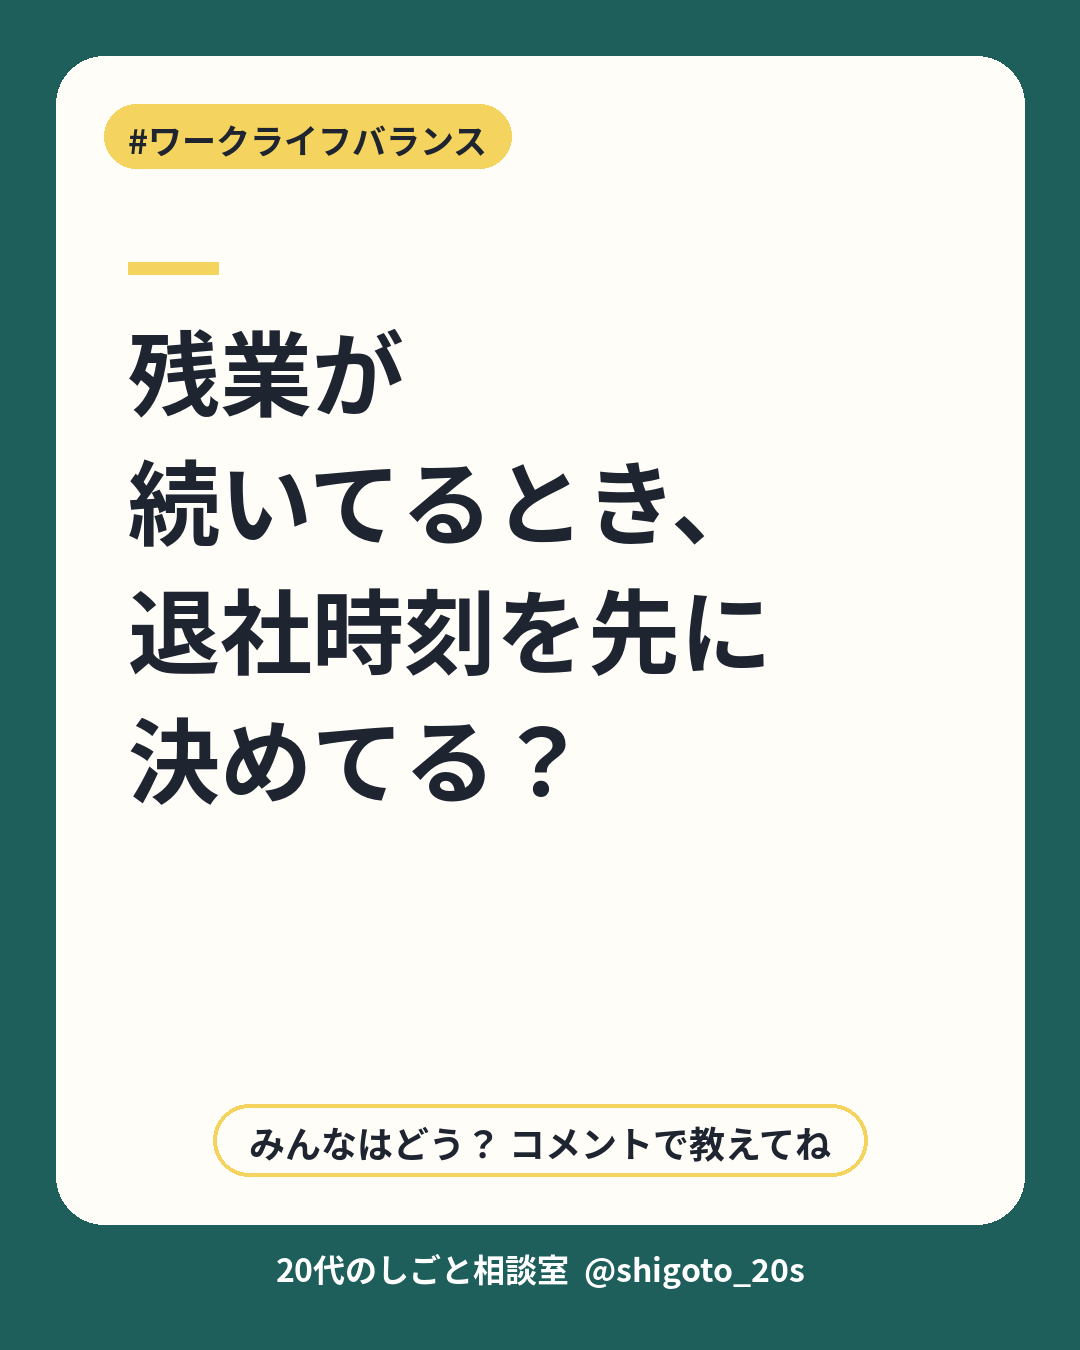 #ワークライフバランス
残業が
続いてるとき、
退社時刻を先に
決めてる？
みんなはどう？ コメントで教えてね
20代のしごと相談室 @shigoto_20s